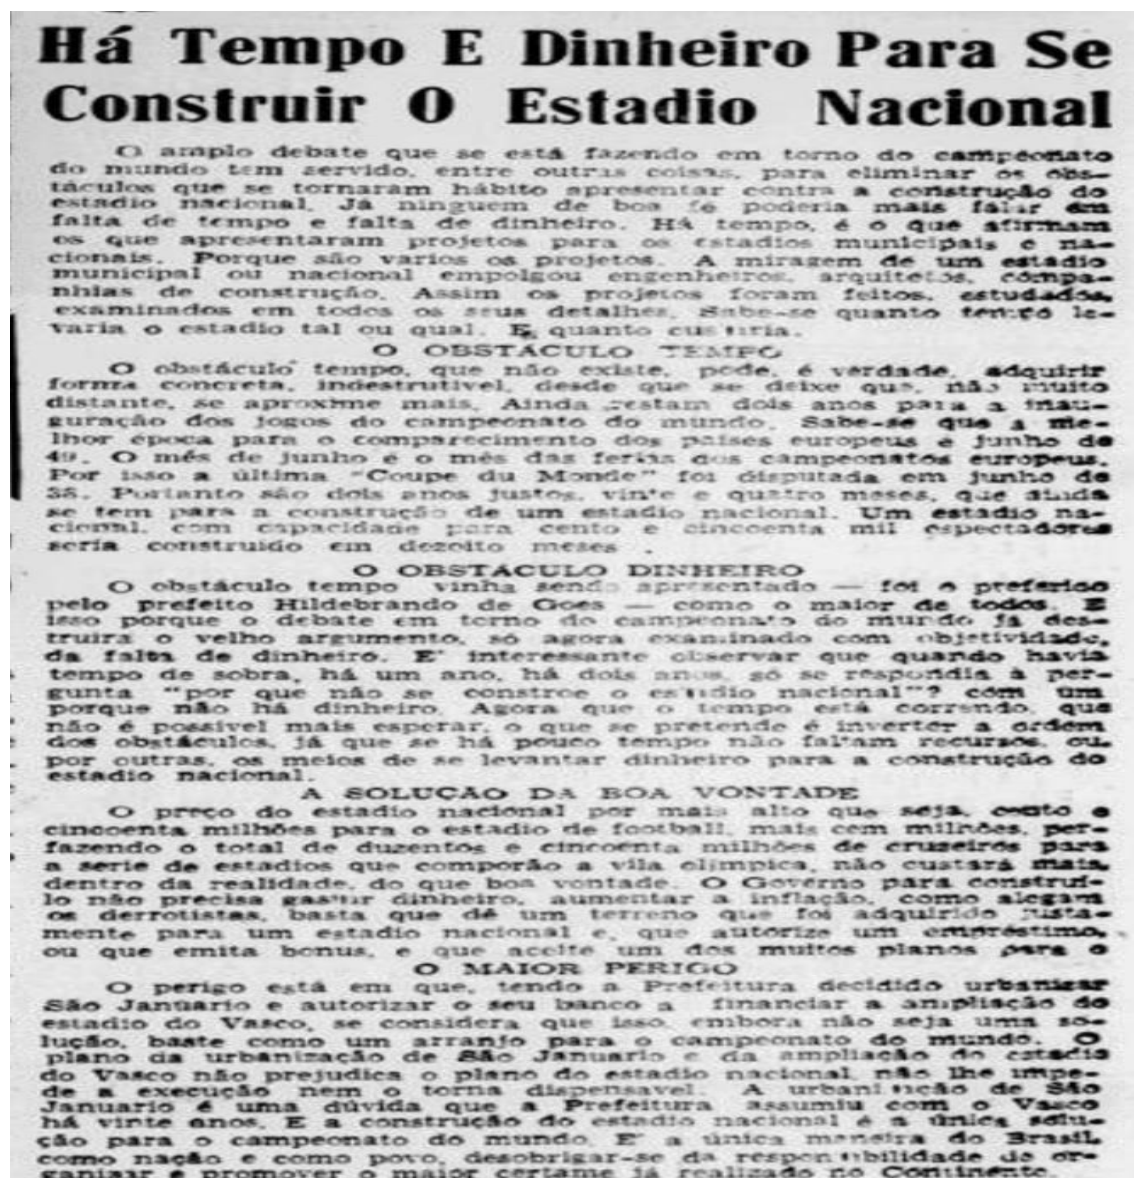 Há Tempo E Dinheiro Para Se
Construir O Estadio Nacional
O amplo debate que se está fazendo em torno do campeonato
do mundo tem servido, entre outras coisas, para eliminar os obs-
táculos que se tornaram hábito apresentar contra a construção do
estadio nacional. Já ninguem de boa fé poderia mais falar em
falta de tempo e falta de dinheiro. Há tempo, é o que afirmam
os que apresentaram projetos para os estadios municipais e na-
cionais. Porque são varios os projetos. A miragem de um estadio
municipal ou nacional empolgou engenheiros, arquitetos, compa-
nhias de construção. Assim os projetos foram feitos, estudados,
examinados em todos os seus detalhes. Sabe-se quanto tempo le-
varia o estadio tal ou qual. E quanto custaria.
O OBSTÁCULO TEMPO
O obstáculo tempo, que não existe, pode, é verdade, adquirir
forma concreta, indestrutivel, desde que se deixe que, não muito
distante, se aproxime mais. Ainda restam dois anos para a inau-
guração dos jogos do campeonato do mundo. Sabe-se que a me-
lhor época para o comparecimento dos países europeus é junho de
49. O mês de junho é o mês das ferias dos campeonatos europeus.
Por isso a última "Coupe du Monde" foi disputada em junho de
38. Portanto são dois anos justos, vinte e quatro meses, que ainda
se tem para a construção de um estadio nacional. Um estadio na-
cional, com capacidade para cento e cincoenta mil espectadores
seria construido em dezoito meses .
O OBSTÁCULO DINHEIRO
O obstáculo tempo vinha sendo apresentado — foi o preferido
pelo prefeito Hildebrando de Goes — como o maior de todos. E
isso porque o debate em torno do campeonato do mundo já des-
truira o velho argumento, só agora examinado com objetividade,
da falta de dinheiro. E' interessante observar que quando havia
tempo de sobra, há um ano, há dois anos, só se respondia à per-
gunta "por que não se constroe o estadio nacional"? com um
porque não há dinheiro. Agora que o tempo está correndo, que
não é possivel mais esperar, o que se pretende é inverter a ordem
dos obstáculos, já que se há pouco tempo não faltam recursos, ou,
por outras, os meios de se levantar dinheiro para a construção do
estadio nacional.
A SOLUÇÃO DA BOA VONTADE
O preço do estadio nacional por mais alto que seja, cento e
cincoenta milhões para o estadio de football, mais cem milhões, per-
fazendo o total de duzentos e cincoenta milhões de cruzeiros para
a serie de estadios que comporão a vila olímpica, não custará mais,
dentro da realidade, do que boa vontade. O Govêrno para construí-
lo não precisa gastar dinheiro, aumentar a inflação, como alegam
os derrotistas, basta que dê um terreno que foi adquirido justa-
mente para um estadio nacional e, que autorize um empréstimo,
ou que emita bonus, e que aceite um dos muitos planos para o
O MAIOR PERIGO
O perigo está em que, tendo a Prefeitura decidido urbanizar
São Januário e autorizar o seu banco a financiar a ampliação do
estadio do Vasco, se considera que isso, embora não seja uma so-
lução, baste como um arranjo para o campeonato do mundo. O
plano da urbanização de São Januario e da ampliação do estadio
do Vasco não prejudica o plano do estadio nacional, não lhe impe-
de a execução nem o torna dispensavel. A urbanização de São
Januario é uma dúvida que a Prefeitura assumiu com o Vasco
há vinte anos. E a construção do estadio nacional é a única solu-
ção para o campeonato do mundo. E' a única maneira do Brasil,
como nação e como povo, desobrigar-se da responsabilidade de or-
ganizar e promover o maior certame já realizado no Continente.